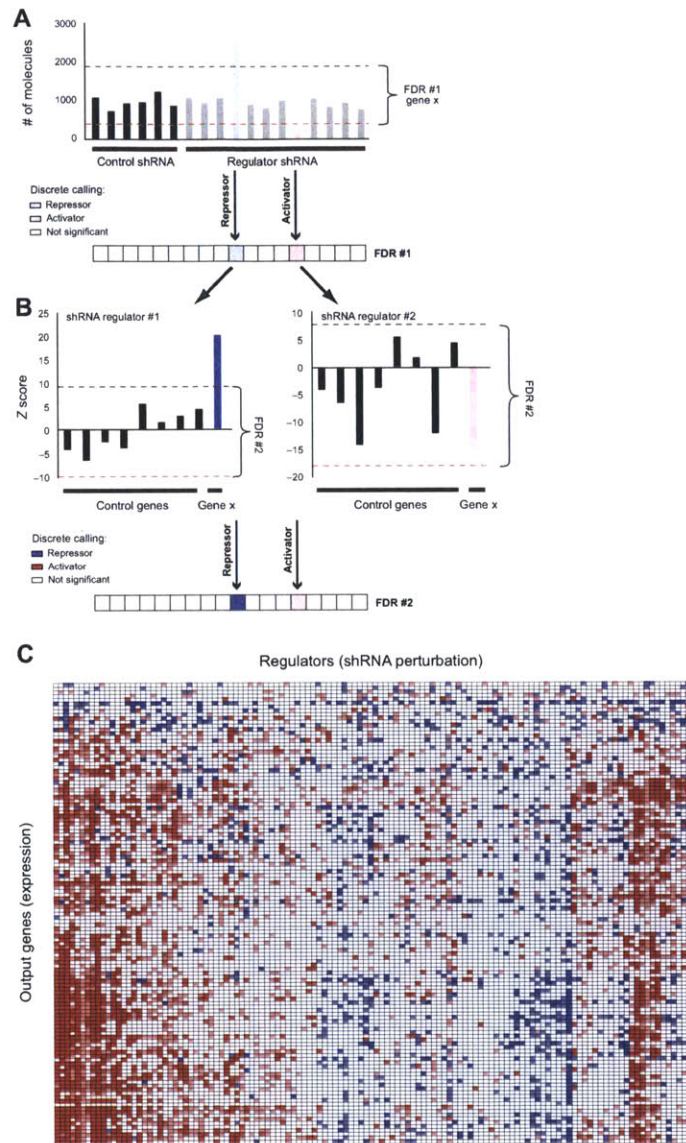 A
3000
2000
1000
0
# of molecules
FDR #1
gene x
Control shRNA
Regulator shRNA
Discrete calling:
Repressor
Activator
Not significant
Repressor
Activator
FDR #1
B
25
20
15
10
5
0
−5
−10
Z score
shRNA regulator #1
FDR #2
Control genes
Gene x
10
5
0
−5
−10
−15
−20
shRNA regulator #2
FDR #2
Control genes
Gene x
Discrete calling:
Repressor
Activator
Not significant
Repressor
Activator
FDR #2
C
Regulators (shRNA perturbation)
Output genes (expression)